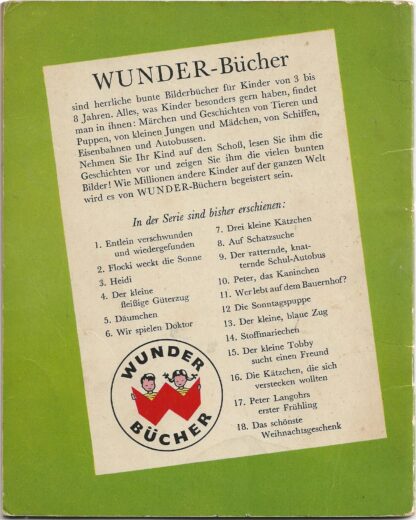 WUNDER-Bücher
sind herrliche bunte Bilderbücher für Kinder von 3 bis
8 Jahren. Alles, was Kinder besonders gern haben, findet
man in ihnen: Märchen und Geschichten von Tieren und
Puppen, von kleinen Jungen und Mädchen, von Schiffen,
Eisenbahnen und Autobussen.
Nehmen Sie Ihr Kind auf den Schoß, lesen Sie ihm die
Geschichten vor und zeigen Sie ihm die vielen bunten
Bilder! Wie Millionen andere Kinder auf der ganzen Welt
wird es von WUNDER-Büchern begeistert sein.
In der Serie sind bisher erschienen:
1. Entlein verschwunden
und wiedergefunden
2. Flocki weckt die Sonne
3. Heidi
4. Der kleine
fleißige Güterzug
5. Däumchen
6. Wir spielen Doktor
7. Drei kleine Kätzchen
8. Auf Schatzsuche
9. Der ratternde, knat-
ternde Schul-Autobus
10. Peter, das Kaninchen
11. Wer lebt auf dem Bauernhof?
12. Die Sonntagspuppe
13. Der kleine, blaue Zug
14. Stoffmariechen
15. Der kleine Tobby
sucht einen Freund
16. Die Kätzchen, die sich
verstecken wollten
17. Peter Langohrs
erster Frühling
18. Das schönste
Weihnachtsgeschenk
WUNDER
W
BÜCHER